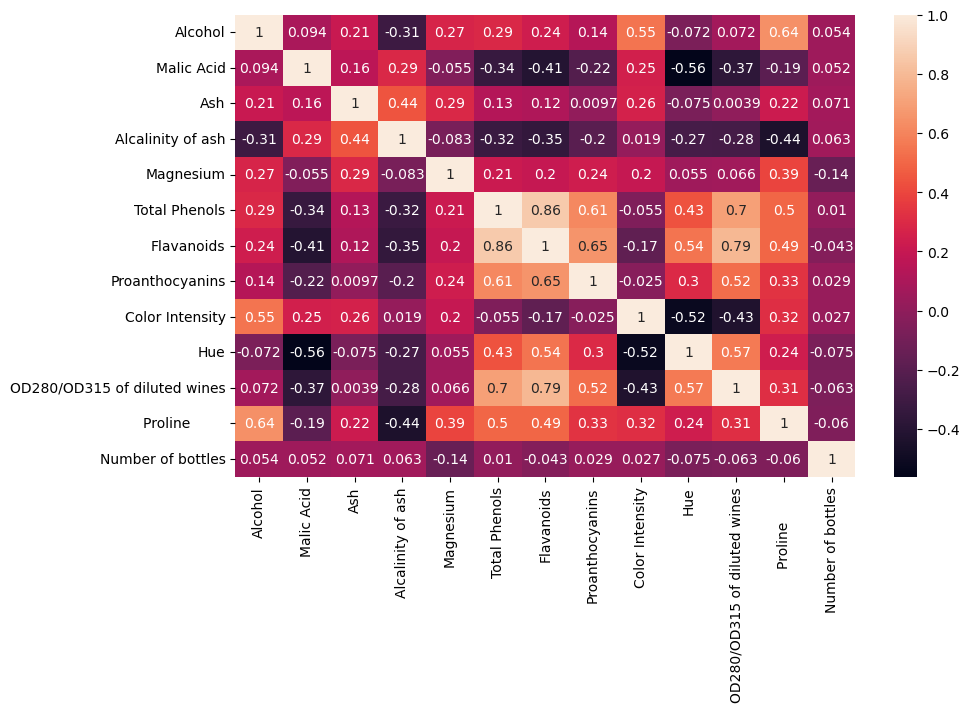 Alcohol 1 0.094 0.21 -0.31 0.27 0.29 0.24 0.14 0.55 -0.072 0.072 0.64 0.054
Malic Acid 0.094 1 0.16 0.29 -0.055 -0.34 -0.41 -0.22 0.25 -0.56 -0.37 -0.19 0.052
Ash 0.21 0.16 1 0.44 0.29 0.13 0.12 0.0097 0.26 -0.075 0.0039 0.22 0.071
Alcalinity of ash -0.31 0.29 0.44 1 -0.083 -0.32 -0.35 -0.2 0.019 -0.27 -0.28 -0.44 0.063
Magnesium 0.27 -0.055 0.29 -0.083 1 0.21 0.2 0.24 0.2 0.055 0.066 0.39 -0.14
Total Phenols 0.29 -0.34 0.13 -0.32 0.21 1 0.86 0.61 -0.055 0.43 0.7 0.5 0.01
Flavanoids 0.24 -0.41 0.12 -0.35 0.2 0.86 1 0.65 -0.17 0.54 0.79 0.49 -0.043
Proanthocyanins 0.14 -0.22 0.0097 -0.2 0.24 0.61 0.65 1 -0.025 0.3 0.52 0.33 0.029
Color Intensity 0.55 0.25 0.26 0.019 0.2 -0.055 -0.17 -0.025 1 -0.52 -0.43 0.32 0.027
Hue -0.072 -0.56 -0.075 -0.27 0.055 0.43 0.54 0.3 -0.52 1 0.57 0.24 -0.075
OD280/OD315 of diluted wines 0.072 -0.37 0.0039 -0.28 0.066 0.7 0.79 0.52 -0.43 0.57 1 0.31 -0.063
Proline 0.64 -0.19 0.22 -0.44 0.39 0.5 0.49 0.33 0.32 0.24 0.31 1 -0.06
Number of bottles 0.054 0.052 0.071 0.063 -0.14 0.01 -0.043 0.029 0.027 -0.075 -0.063 -0.06 1
Alcohol
Malic Acid
Ash
Alcalinity of ash
Magnesium
Total Phenols
Flavanoids
Proanthocyanins
Color Intensity
Hue
OD280/OD315 of diluted wines
Proline
Number of bottles
1.0
0.8
0.6
0.4
0.2
0.0
−0.2
−0.4